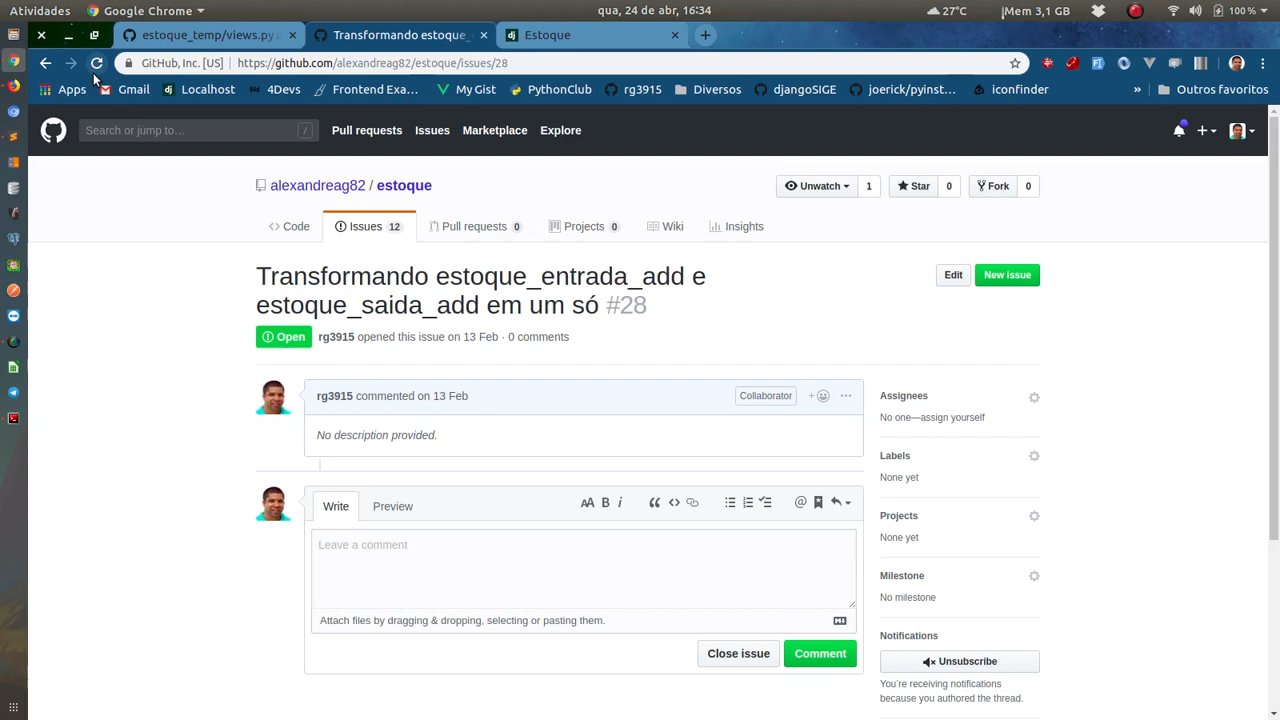 Atividades
Google Chrome
qua, 24 de abr, 16:34
27°C
Mem 3,1 GB
100 %
estoque_temp/views.py a
Transformando estoque_
Estoque
GitHub, Inc. [US]
https://github.com/alexandreag82/estoque/issues/28
Apps
Gmail
Localhost
4Devs
Frontend Exa...
My Gist
PythonClub
rg3915
Diversos
djangoSIGE
joerick/pyinst...
iconfinder
»
Outros favoritos
Search or jump to…
/
Pull requests
Issues
Marketplace
Explore
alexandreag82 / estoque
Unwatch 1
Star 0
Fork 0
Code
Issues 12
Pull requests 0
Projects 0
Wiki
Insights
Transformando estoque_entrada_add e
estoque_saida_add em um só #28
Edit
New issue
Open
rg3915 opened this issue on 13 Feb · 0 comments
rg3915 commented on 13 Feb
Collaborator
No description provided.
Write
Preview
Leave a comment
Attach files by dragging & dropping, selecting or pasting them.
Close issue
Comment
Assignees
No one—assign yourself
Labels
None yet
Projects
None yet
Milestone
No milestone
Notifications
Unsubscribe
You're receiving notifications
because you authored the thread.